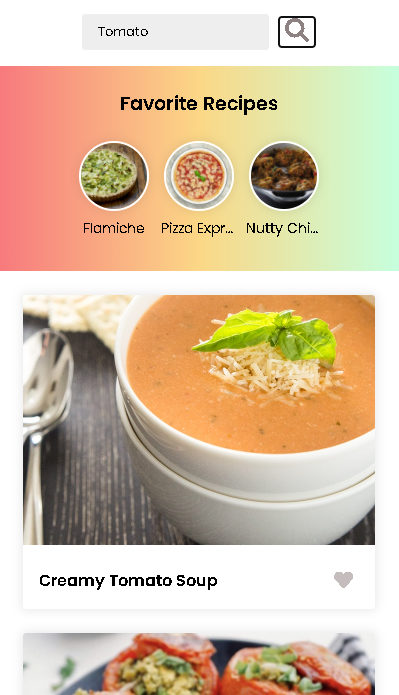 Tomato
Favorite Recipes
Flamiche
Pizza Expr...
Nutty Chi...
Creamy Tomato Soup